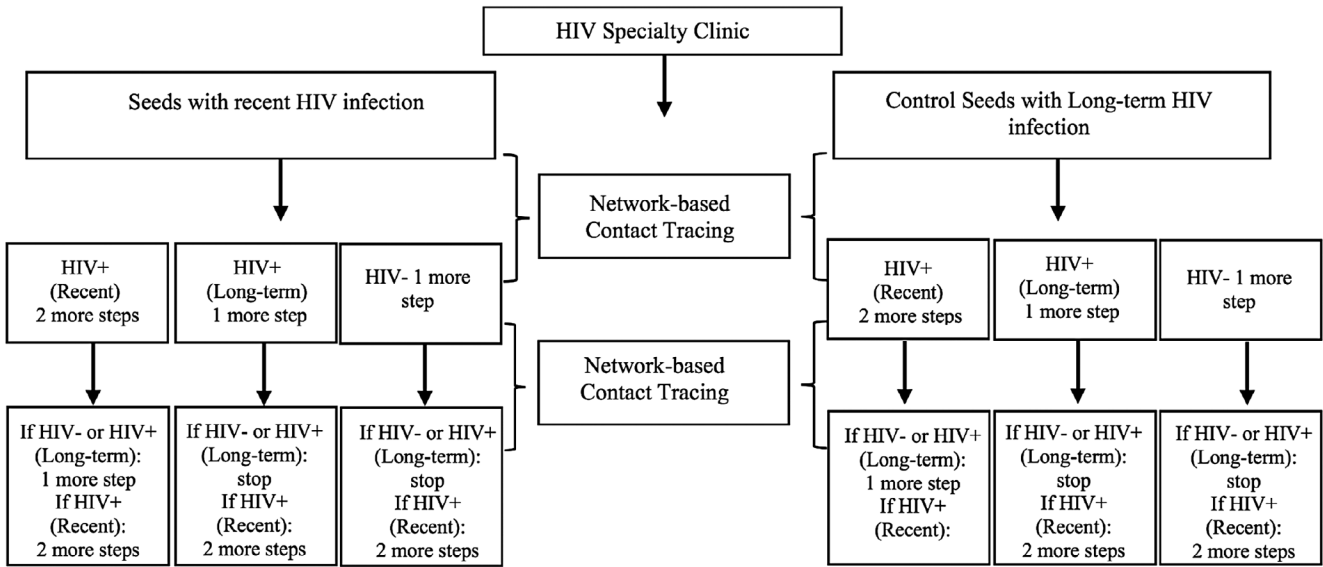 HIV Specialty Clinic
Seeds with recent HIV infection
Control Seeds with Long-term HIV
infection
Network-based
Contact Tracing
HIV+
(Recent)
2 more steps
HIV+
(Long-term)
1 more step
HIV- 1 more
step
HIV+
(Recent)
2 more steps
HIV+
(Long-term)
1 more step
HIV- 1 more
step
Network-based
Contact Tracing
If HIV- or HIV+
(Long-term):
1 more step
If HIV+
(Recent):
2 more steps
If HIV- or HIV+
(Long-term):
stop
If HIV+
(Recent):
2 more steps
If HIV- or HIV+
(Long-term):
stop
If HIV+
(Recent):
2 more steps
If HIV- or HIV+
(Long-term):
1 more step
If HIV+
(Recent):
If HIV- or HIV+
(Long-term):
stop
If HIV+
(Recent):
2 more steps
If HIV- or HIV+
(Long-term):
stop
If HIV+
(Recent):
2 more steps